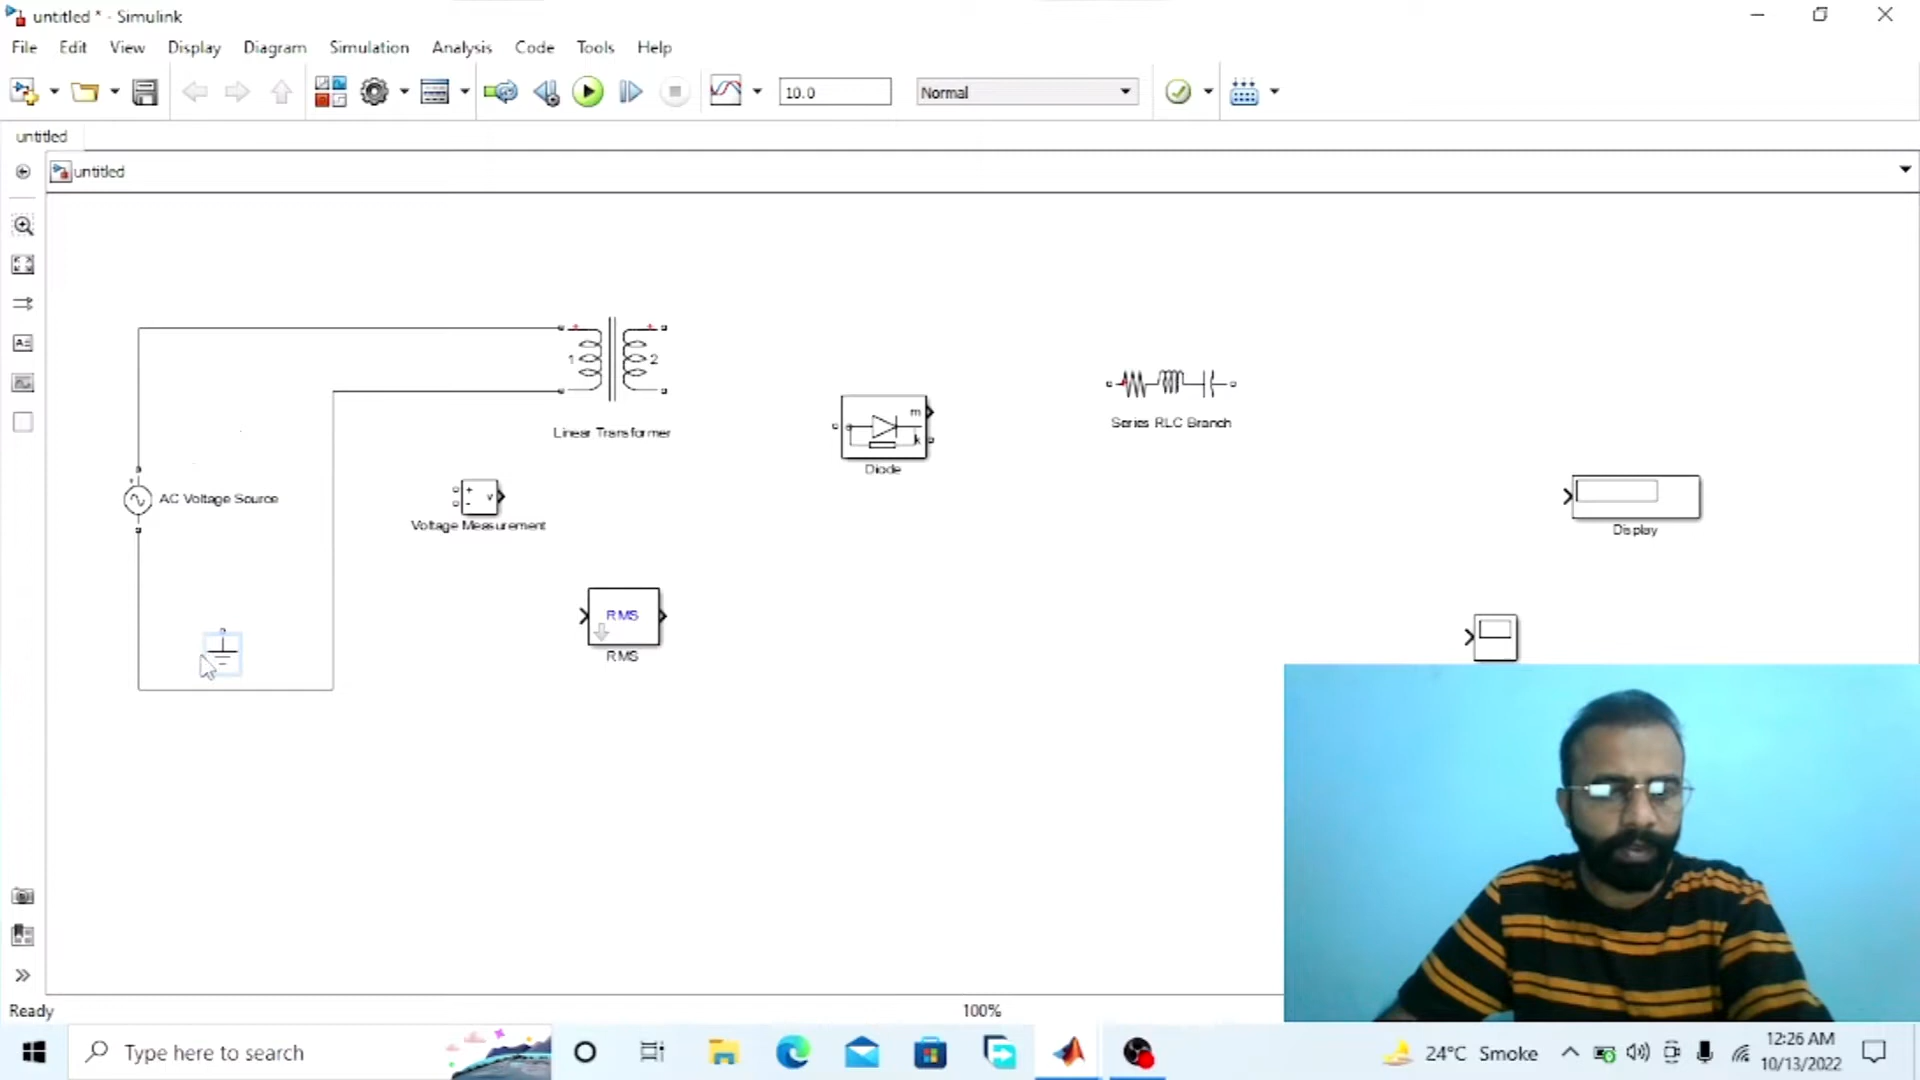 untitled * - Simulink
File Edit View Display Diagram Simulation Analysis Code Tools Help
10.0
Normal
untitled
untitled
1
2
Linear Transformer
Series RLC Branch
m
k
Diode
AC Voltage Source
+
-
v
Voltage Measurement
Display
RMS
RMS
Ready
100%
Type here to search
24°C Smoke
12:26 AM
10/13/2022